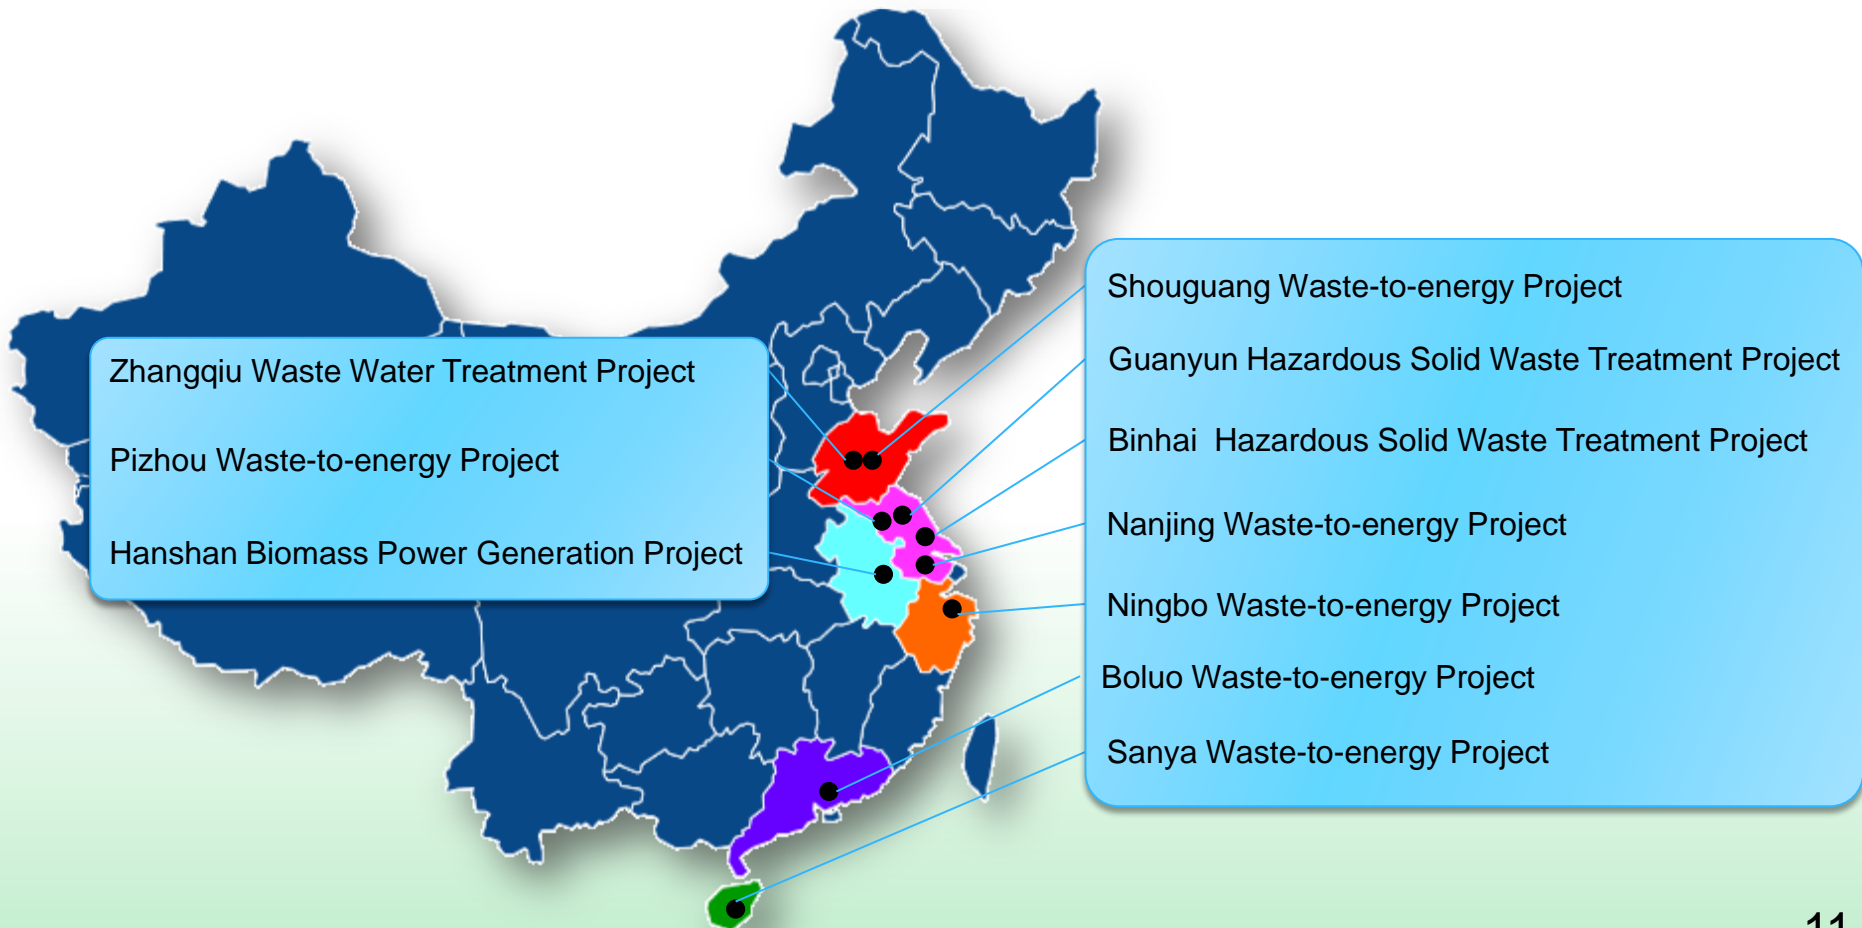 Zhangqiu Waste Water Treatment Project
Pizhou Waste-to-energy Project
Hanshan Biomass Power Generation Project
Shouguang Waste-to-energy Project
Guanyun Hazardous Solid Waste Treatment Project
Binhai  Hazardous Solid Waste Treatment Project
Nanjing Waste-to-energy Project
Ningbo Waste-to-energy Project
Boluo Waste-to-energy Project
Sanya Waste-to-energy Project
11